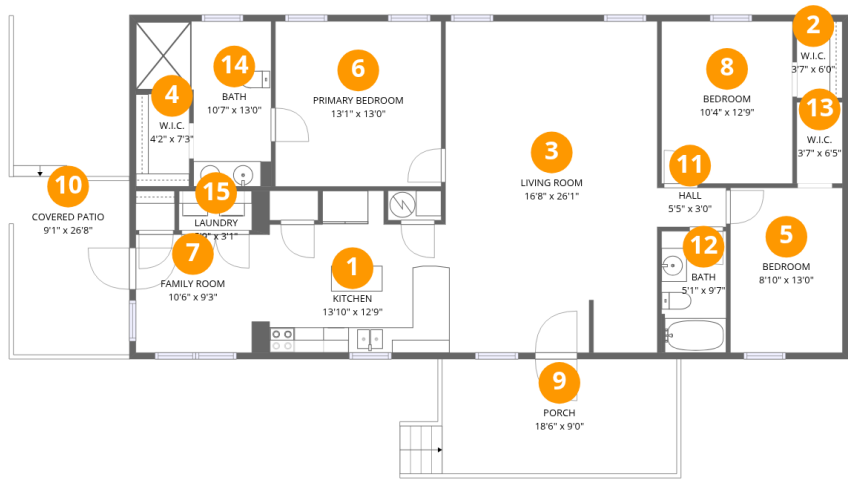 2
W.I.C.
3'7" x 6'0"
14
BATH
10'7" x 13'0"
6
PRIMARY BEDROOM
13'1" x 13'0"
8
BEDROOM
10'4" x 12'9"
4
W.I.C.
4'2" x 7'3"
13
W.I.C.
3'7" x 6'5"
3
LIVING ROOM
16'8" x 26'1"
11
HALL
5'5" x 3'0"
10
COVERED PATIO
9'1" x 26'8"
15
LAUNDRY
7
FAMILY ROOM
10'6" x 9'3"
1
KITCHEN
13'10" x 12'9"
12
BATH
5'1" x 9'7"
5
BEDROOM
8'10" x 13'0"
9
PORCH
18'6" x 9'0"